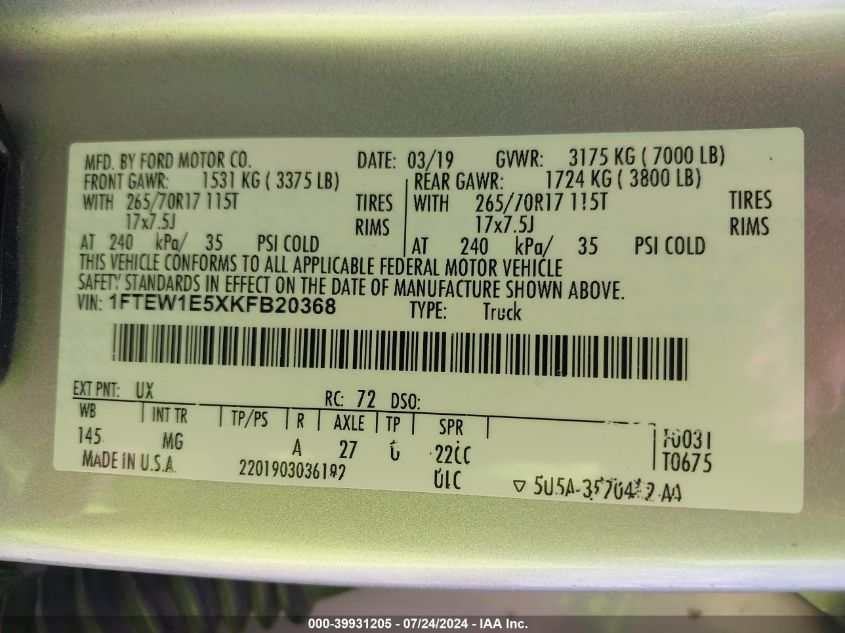 MFD. BY FORD MOTOR CO. DATE: 03/19 GVWR: 3175 KG ( 7000 LB)
FRONT GAWR: 1531 KG ( 3375 LB) REAR GAWR: 1724 KG ( 3800 LB)
WITH 265/70R17 115T TIRES WITH 265/70R17 115T TIRES
17x7.5J RIMS 17x7.5J RIMS
AT 240 kPa/ 35 PSI COLD AT 240 kPa/ 35 PSI COLD
THIS VEHICLE CONFORMS TO ALL APPLICABLE FEDERAL MOTOR VEHICLE
SAFETY STANDARDS IN EFFECT ON THE DATE OF MANUFACTURE SHOWN ABOVE.
VIN: 1FTEW1E5XKFB20368 TYPE: Truck
EXT PNT: UX RC: 72 DSO:
WB INT TR TP/PS R AXLE TP SPR
145 MG A 27
T0675
MADE IN U.S.A.
000-39931205 - 07/24/2024 - IAA Inc.